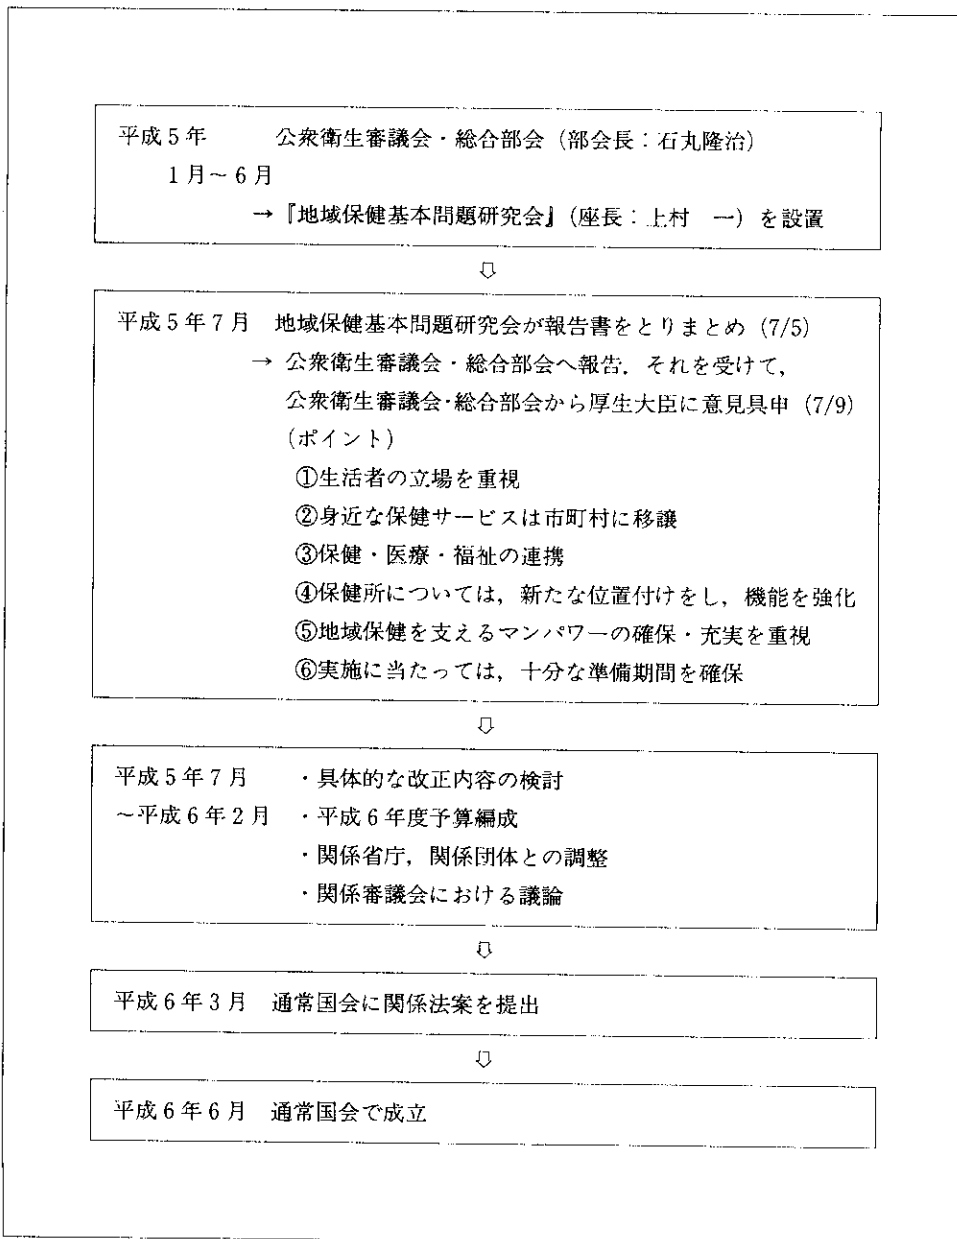 平成5年 公衆衛生審議会・総合部会（部会長：石丸隆治）
1月～6月
→『地域保健基本問題研究会』（座長：上村 一）を設置
⇩
平成5年7月 地域保健基本問題研究会が報告書をとりまとめ（7/5）
→ 公衆衛生審議会・総合部会へ報告，それを受けて，
公衆衛生審議会・総合部会から厚生大臣に意見具申（7/9）
（ポイント）
①生活者の立場を重視
②身近な保健サービスは市町村に移譲
③保健・医療・福祉の連携
④保健所については，新たな位置付けをし，機能を強化
⑤地域保健を支えるマンパワーの確保・充実を重視
⑥実施に当たっては，十分な準備期間を確保
⇩
平成5年7月 ・具体的な改正内容の検討
～平成6年2月 ・平成6年度予算編成
・関係省庁，関係団体との調整
・関係審議会における議論
⇩
平成6年3月 通常国会に関係法案を提出
⇩
平成6年6月 通常国会で成立